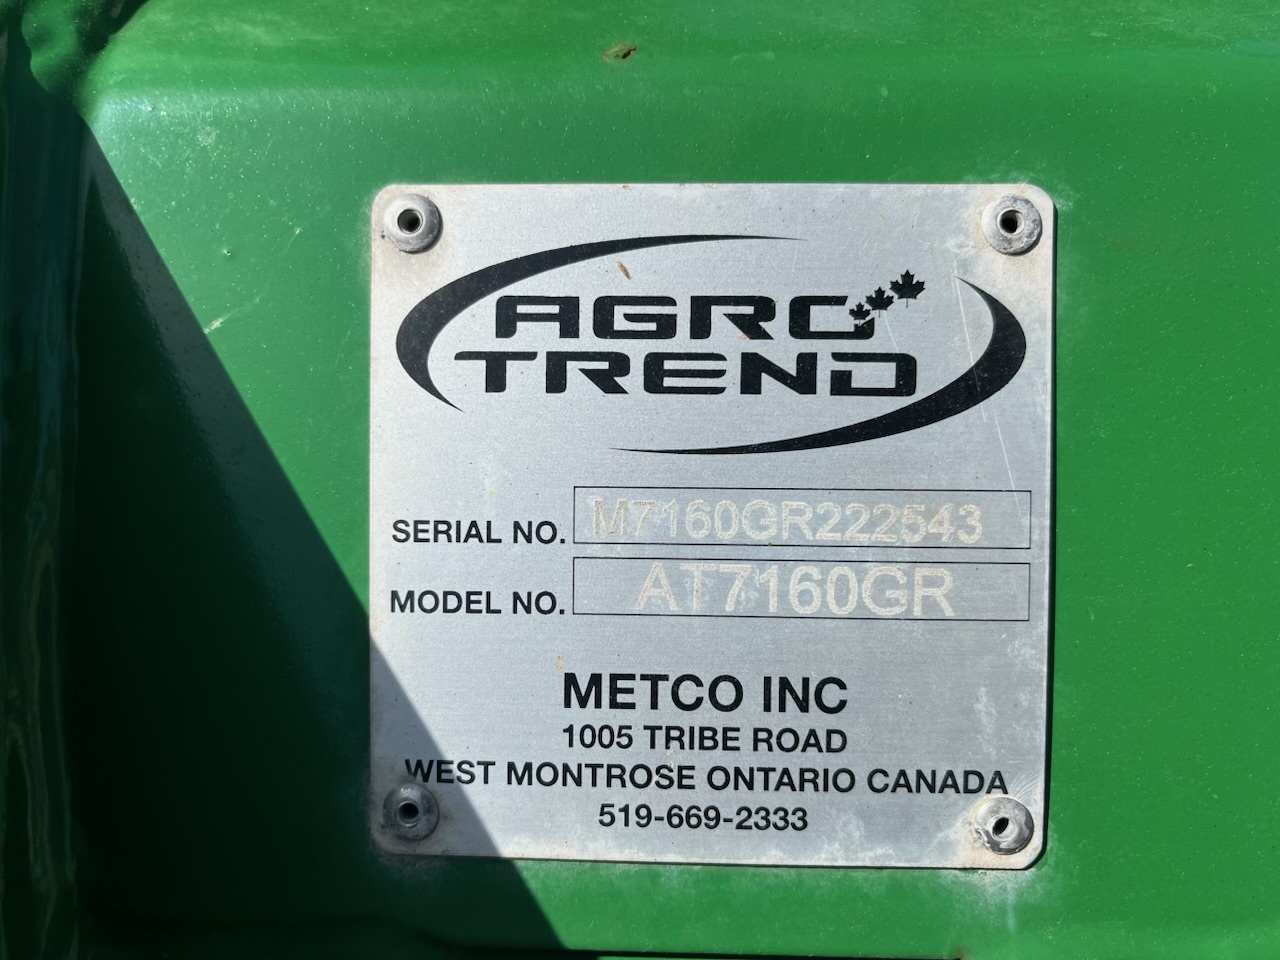 AGRO
TREND
SERIAL NO. M7160GR222543
MODEL NO. AT7160GR
METCO INC
1005 TRIBE ROAD
WEST MONTROSE ONTARIO CANADA
519-669-2333